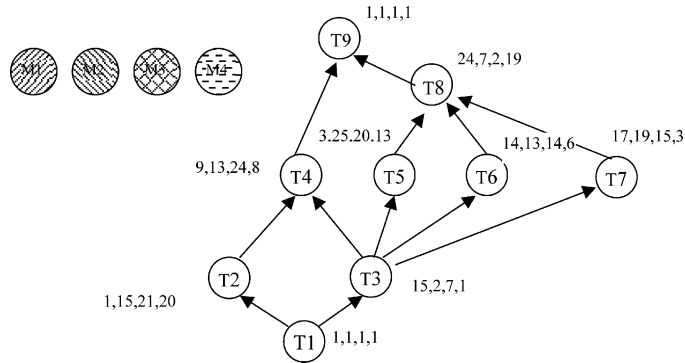 1,1,1,1
T9
M1 M2 M3 M4
24,7,2,19
T8
3.25.20.13
14,13,14,6
17,19,15,3
9,13,24,8
T4
T5
T6
T7
T2
T3
15,2,7,1
1,15,21,20
T1
1,1,1,1